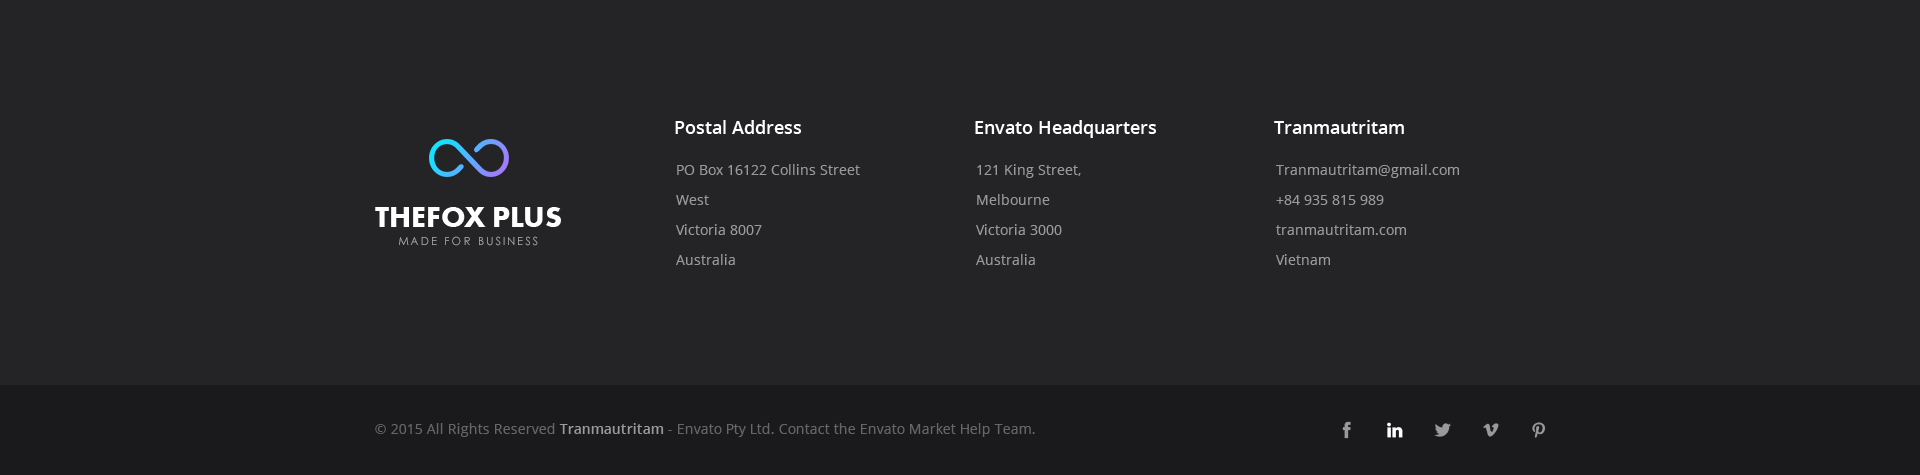 THEFOX PLUS
MADE FOR BUSINESS
Postal Address
PO Box 16122 Collins Street
West
Victoria 8007
Australia
Envato Headquarters
121 King Street,
Melbourne
Victoria 3000
Australia
Tranmautritam
Tranmautritam@gmail.com
+84 935 815 989
tranmautritam.com
Vietnam
© 2015 All Rights Reserved Tranmautritam - Envato Pty Ltd. Contact the Envato Market Help Team.